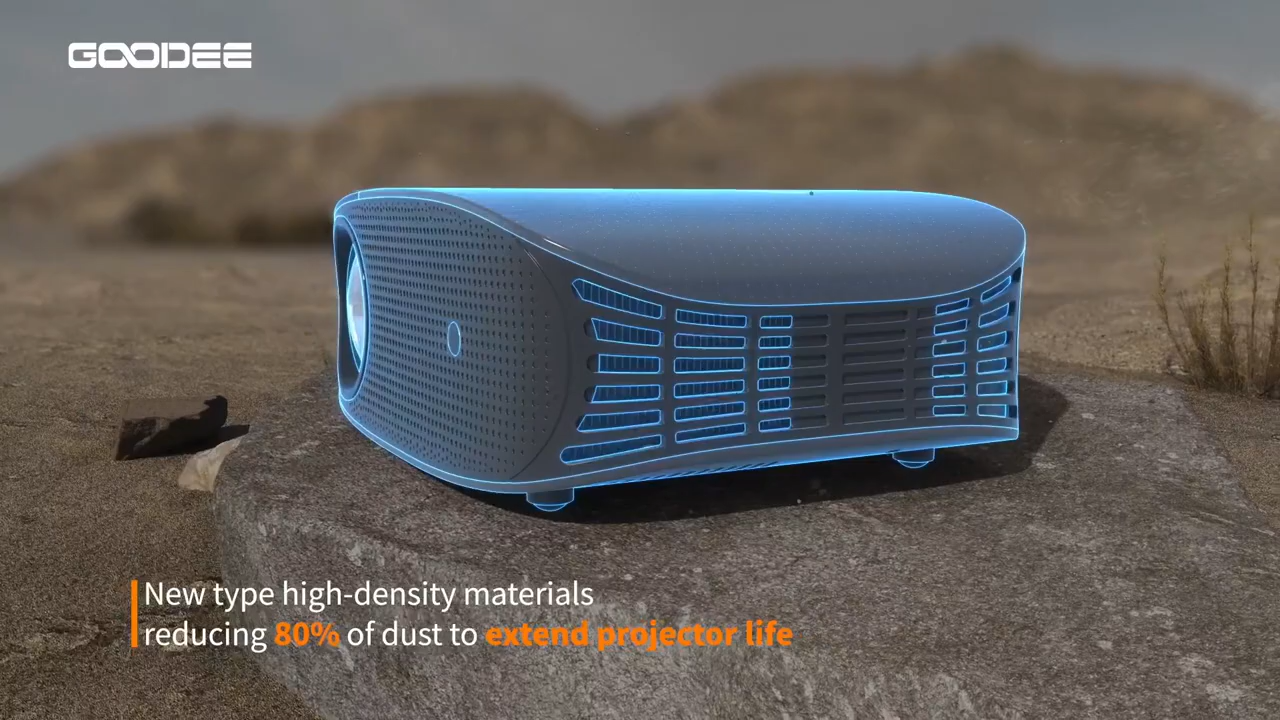 GOODEE
New type high-density materials
reducing 80% of dust to extend projector life